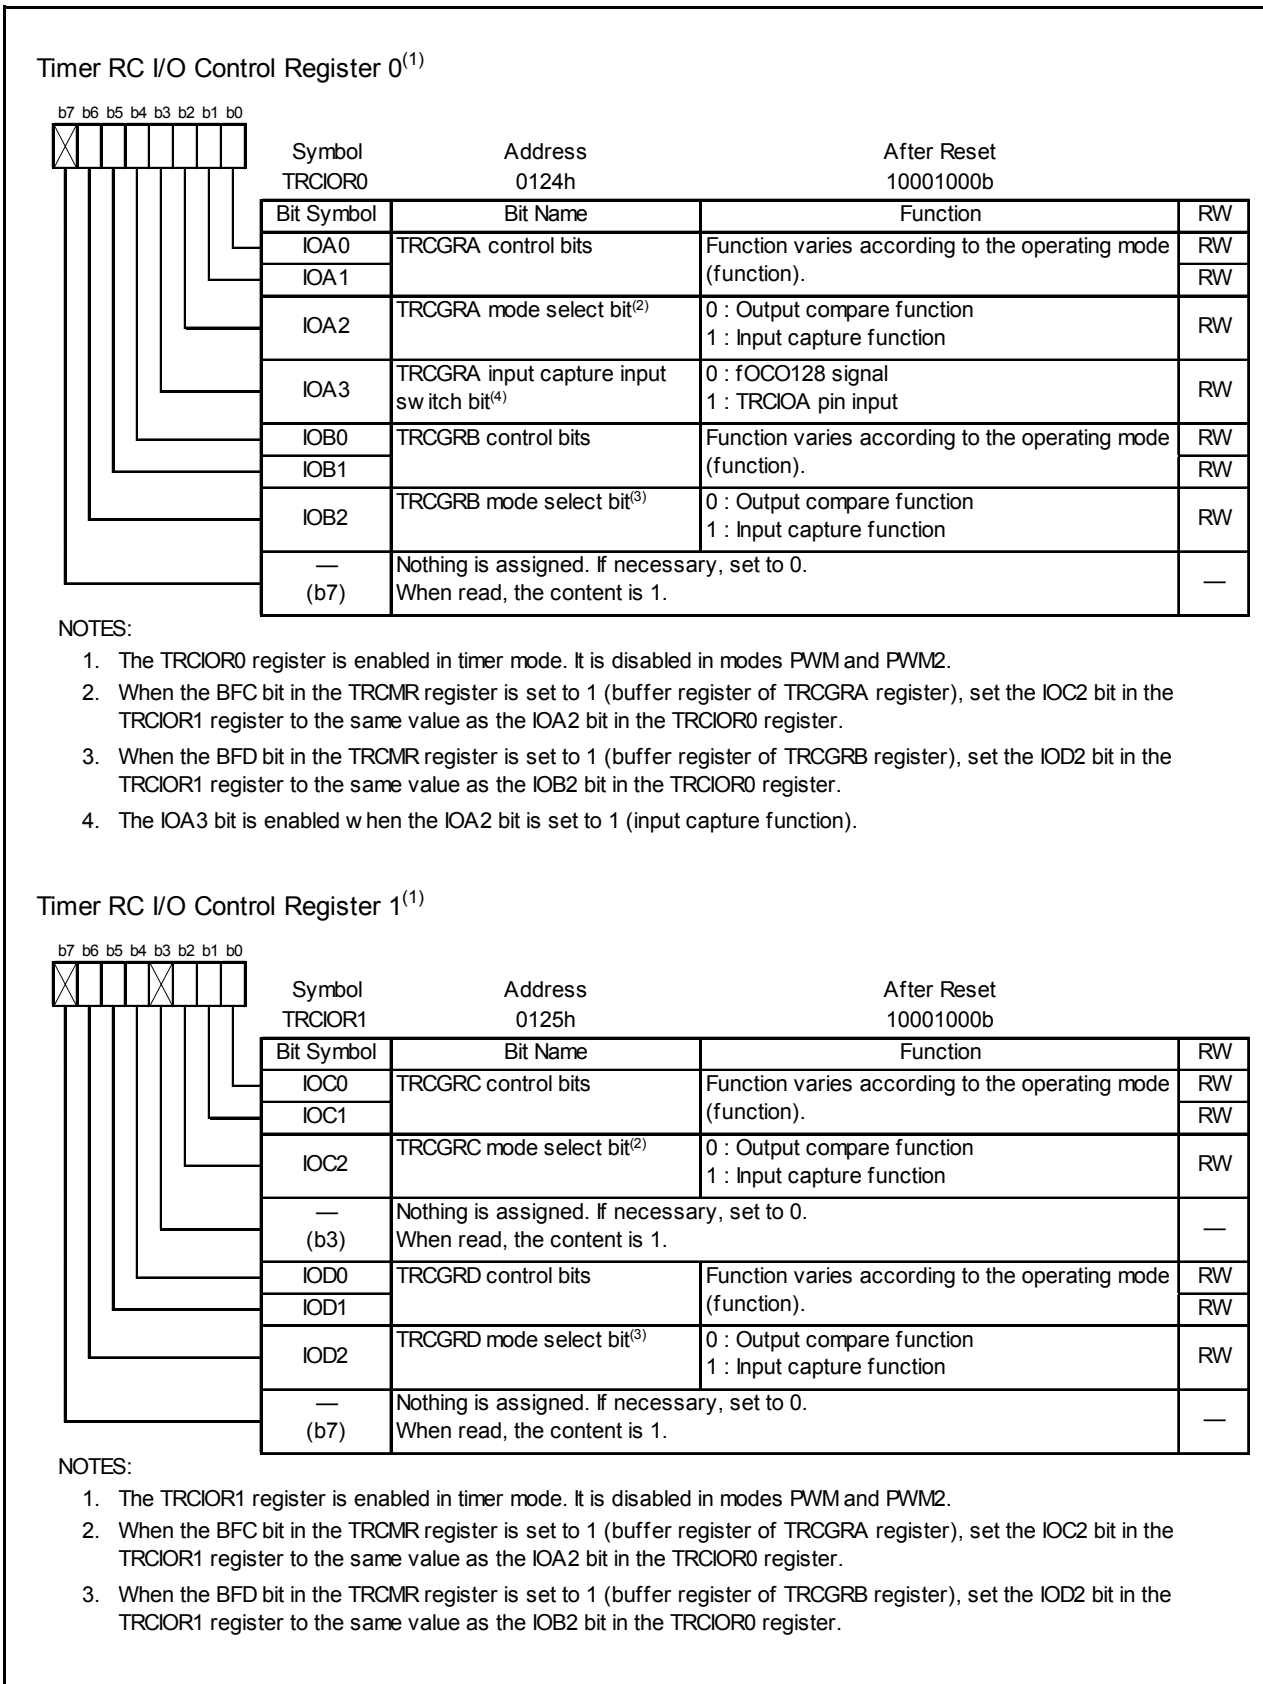 Timer RC I/O Control Register 0(1)
b7 b6 b5 b4 b3 b2 b1 b0
Symbol Address After Reset
TRCIOR0 0124h 10001000b
Bit Symbol Bit Name Function RW
IOA0 TRCGRA control bits Function varies according to the operating mode RW
IOA1 (function). RW
IOA2 TRCGRA mode select bit(2) 0 : Output compare function RW
1 : Input capture function
IOA3 TRCGRA input capture input 0 : fOCO128 signal RW
switch bit(4) 1 : TRCIOA pin input
IOB0 TRCGRB control bits Function varies according to the operating mode RW
IOB1 (function). RW
IOB2 TRCGRB mode select bit(3) 0 : Output compare function RW
1 : Input capture function
— Nothing is assigned. If necessary, set to 0. —
(b7) When read, the content is 1.
NOTES:
1. The TRCIOR0 register is enabled in timer mode. It is disabled in modes PWM and PWM2.
2. When the BFC bit in the TRCMR register is set to 1 (buffer register of TRCGRA register), set the IOC2 bit in the
TRCIOR1 register to the same value as the IOA2 bit in the TRCIOR0 register.
3. When the BFD bit in the TRCMR register is set to 1 (buffer register of TRCGRB register), set the IOD2 bit in the
TRCIOR1 register to the same value as the IOB2 bit in the TRCIOR0 register.
4. The IOA3 bit is enabled when the IOA2 bit is set to 1 (input capture function).
Timer RC I/O Control Register 1(1)
b7 b6 b5 b4 b3 b2 b1 b0
Symbol Address After Reset
TRCIOR1 0125h 10001000b
Bit Symbol Bit Name Function RW
IOC0 TRCGRC control bits Function varies according to the operating mode RW
IOC1 (function). RW
IOC2 TRCGRC mode select bit(2) 0 : Output compare function RW
1 : Input capture function
— Nothing is assigned. If necessary, set to 0. —
(b3) When read, the content is 1.
IOD0 TRCGRD control bits Function varies according to the operating mode RW
IOD1 (function). RW
IOD2 TRCGRD mode select bit(3) 0 : Output compare function RW
1 : Input capture function
— Nothing is assigned. If necessary, set to 0. —
(b7) When read, the content is 1.
NOTES:
1. The TRCIOR1 register is enabled in timer mode. It is disabled in modes PWM and PWM2.
2. When the BFC bit in the TRCMR register is set to 1 (buffer register of TRCGRA register), set the IOC2 bit in the
TRCIOR1 register to the same value as the IOA2 bit in the TRCIOR0 register.
3. When the BFD bit in the TRCMR register is set to 1 (buffer register of TRCGRB register), set the IOD2 bit in the
TRCIOR1 register to the same value as the IOB2 bit in the TRCIOR0 register.